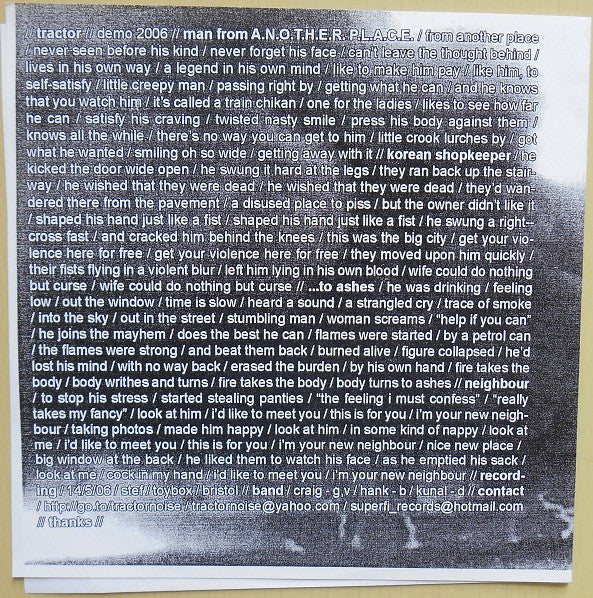 // tractor // demo 2006 // man from A.N.O.T.H.E.R. P.L.A.C.E. / from another place
/ never seen before his kind / never forget his face / can't leave the thought behind /
lives in his own way / a legend in his own mind / like to make him pay / like him, to
self-satisfy / little creepy man / passing right by / getting what he can / and he knows
that you watch him / it's called a train chikan / one for the ladies / likes to see how far
he can / satisfy his craving / twisted nasty smile / press his body against them /
knows all the while / there's no way you can get to him / little crook lurches by / got
what he wanted / smiling oh so wide / getting away with it // korean shopkeeper / he
kicked the door wide open / he swung it hard at the legs / they ran back up the stair-
way / he wished that they were dead / he wished that they were dead / they'd wan-
dered there from the pavement / a disused place to piss / but the owner didn't like it
/ shaped his hand just like a fist / shaped his hand just like a fist / he swung a right--
cross fast / and cracked him behind the knees / this was the big city / get your vio-
lence here for free / get your violence here for free / they moved upon him quickly /
their fists flying in a violent blur / left him lying in his own blood / wife could do nothing
but curse / wife could do nothing but curse // ...to ashes / he was drinking / feeling
low / out the window / time is slow / heard a sound / a strangled cry / trace of smoke
/ into the sky / out in the street / stumbling man / woman screams / "help if you can"
/ he joins the mayhem / does the best he can / flames were started / by a petrol can
/ the flames were strong / and beat them back / burned alive / figure collapsed / he'd
lost his mind / with no way back / erased the burden / by his own hand / fire takes the
body / body writhes and turns / fire takes the body / body turns to ashes // neighbour
/ to stop his stress / started stealing panties / "the feeling i must confess" / "really
takes my fancy" / look at him / i'd like to meet you / this is for you / i'm your new neigh-
bour / taking photos / made him happy / look at him / in some kind of nappy / look at
me / i'd like to meet you / this is for you / i'm your new neighbour / nice new place /
big window at the back / he liked them to watch his face / as he emptied his sack /
look at me / cock in my hand / i'd like to meet you / i'm your new neighbour // record-
ing / 14/5/06 / stef / toybox / bristol // band / craig - g,v / hank - b / kunal - d // contact
/ http://go.to/tractornoise / tractornoise@yahoo.com / superfi_records@hotmail.com
// thanks //